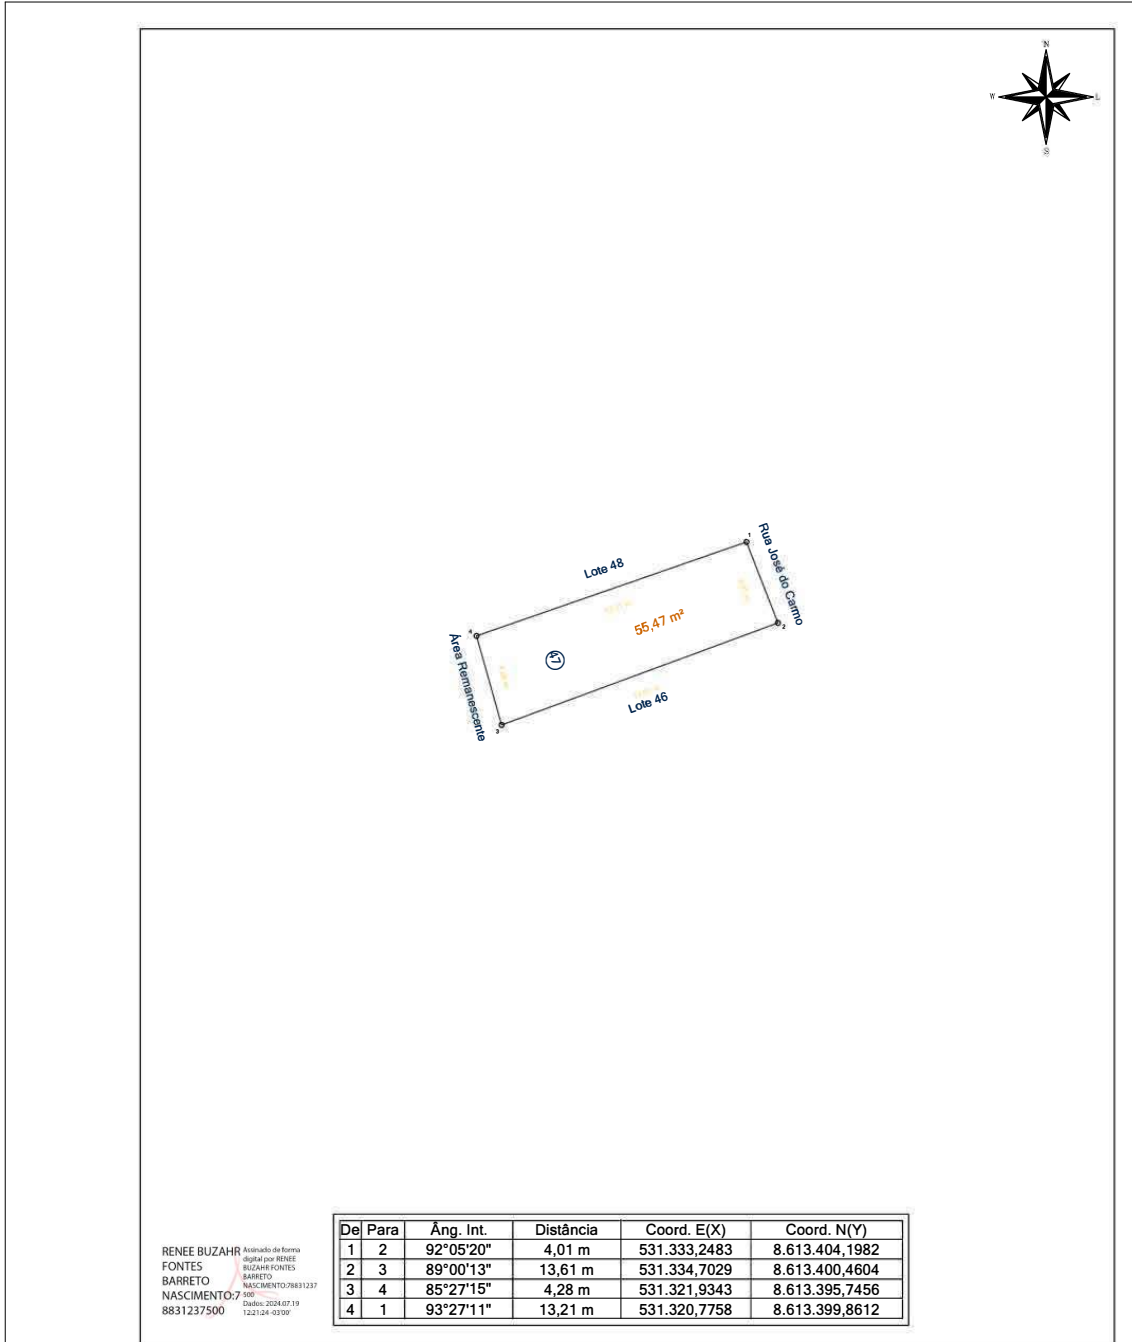 N
W
L
S
1
Rua José do Carmo
Lote 48
55,47 m²
2
4
Área Remanescente
47
Lote 46
3
De Para Âng. Int. Distância Coord. E(X) Coord. N(Y)
1 2 92°05'20" 4,01 m 531.333,2483 8.613.404,1982
2 3 89°00'13" 13,61 m 531.334,7029 8.613.400,4604
3 4 85°27'15" 4,28 m 531.321,9343 8.613.395,7456
4 1 93°27'11" 13,21 m 531.320,7758 8.613.399,8612
RENEE BUZAHR
FONTES
BARRETO
NASCIMENTO:7
8831237500
Assinado de forma
digital por RENEE
BUZAHR FONTES
BARRETO
NASCIMENTO:78831237
500
Dados: 2024.07.19
12:21:24 -03'00'